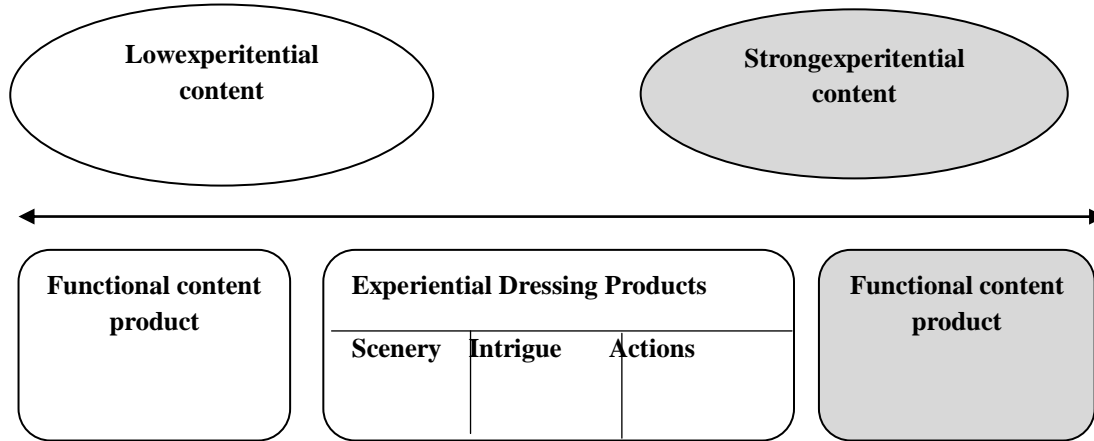 Lowexperitential
content
Strongexperitential
content
Functional content
product
Experiential Dressing Products
Scenery Intrigue Actions
Functional content
product